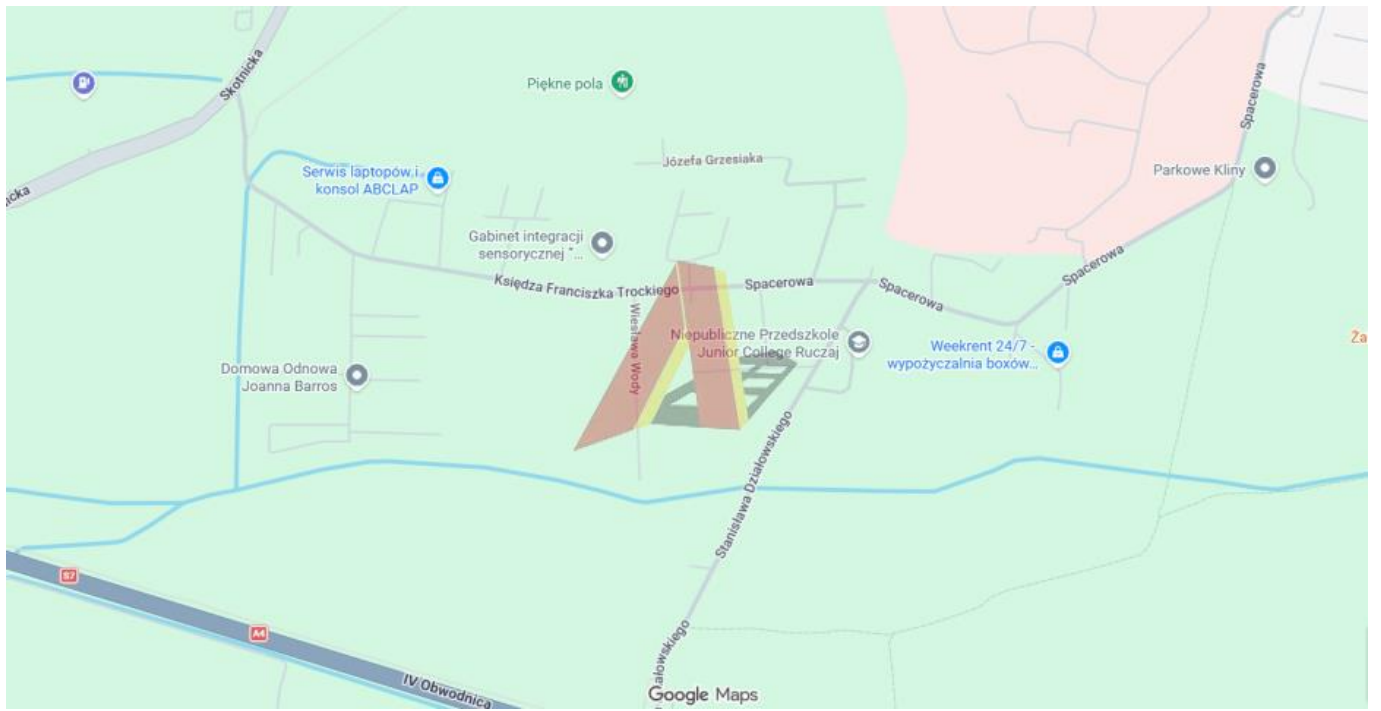 Skotnicka
Piękne pola
Spacerowa
Józefa Grzesiaka
Serwis laptopów i
konsol ABCLAP
Parkowe Kliny
icka
Gabinet integracji
sensorycznej "...
Spacerowa
Księdza Franciszka Trockiego
Spacerowa
Spacerowa
Wiesława Wody
Niepubliczne Przedszkole
Junior College Ruczaj
Weekrent 24/7 -
wypożyczalnia boxów...
Ża
Domowa Odnowa
Joanna Barros
Stanisława Działowskiego
S7
A4
IV Obwodnica
ałowskiego
Google Maps